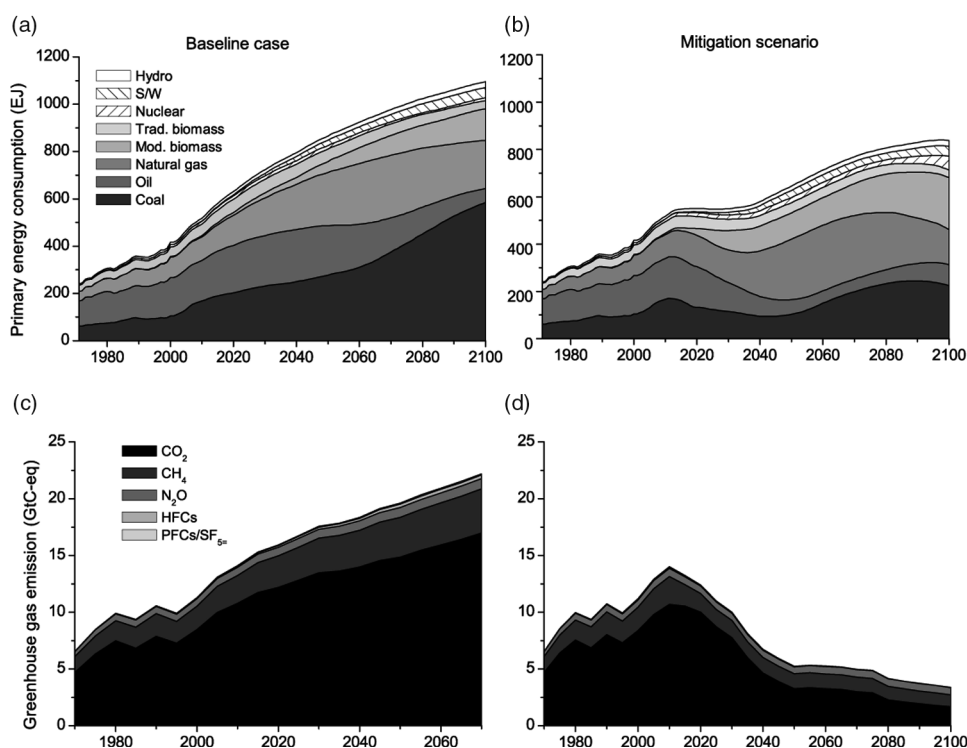 (a)
Baseline case
Primary energy consumption (EJ)
1200
1000
800
600
400
200
0
Hydro
S/W
Nuclear
Trad. biomass
Mod. biomass
Natural gas
Oil
Coal
1980 2000 2020 2040 2060 2080 2100
(b)
Mitigation scenario
1200
1000
800
600
400
200
0
1980 2000 2020 2040 2060 2080 2100
(c)
Greenhouse gas emission (GtC-eq)
25
20
15
10
5
0
CO₂
CH₄
N₂O
HFCs
PFCs/SF₅₌
1980 2000 2020 2040 2060
(d)
25
20
15
10
5
0
1980 2000 2020 2040 2060 2080 2100